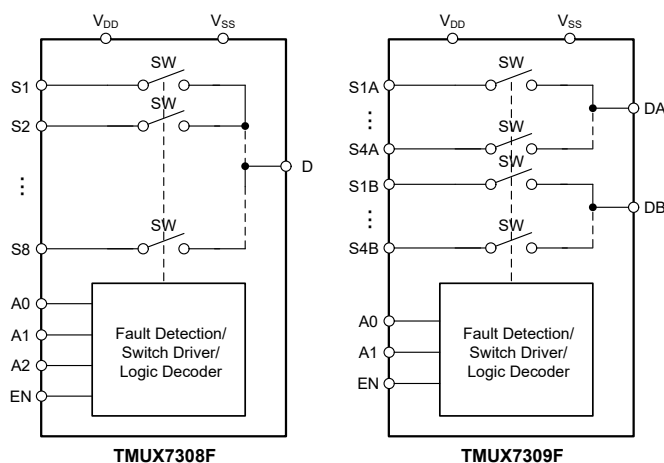 VDD
VSS
S1
SW
S2
SW
D
⋮
S8
SW
A0
A1
A2
EN
Fault Detection/
Switch Driver/
Logic Decoder
TMUX7308F
VDD
VSS
S1A
SW
DA
⋮
S4A
SW
S1B
SW
DB
⋮
S4B
SW
A0
A1
EN
Fault Detection/
Switch Driver/
Logic Decoder
TMUX7309F